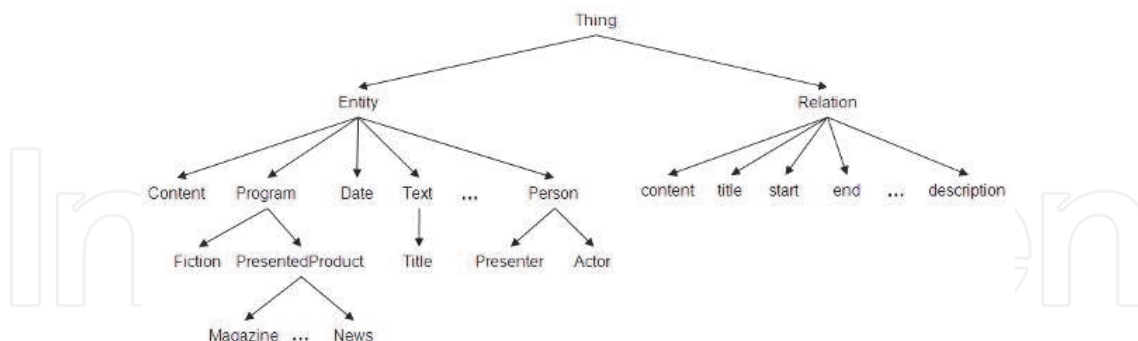 Thing
Entity Relation
Content Program Date Text ... Person content title start end ... description
Fiction PresentedProduct Title Presenter Actor
Magazine ... News